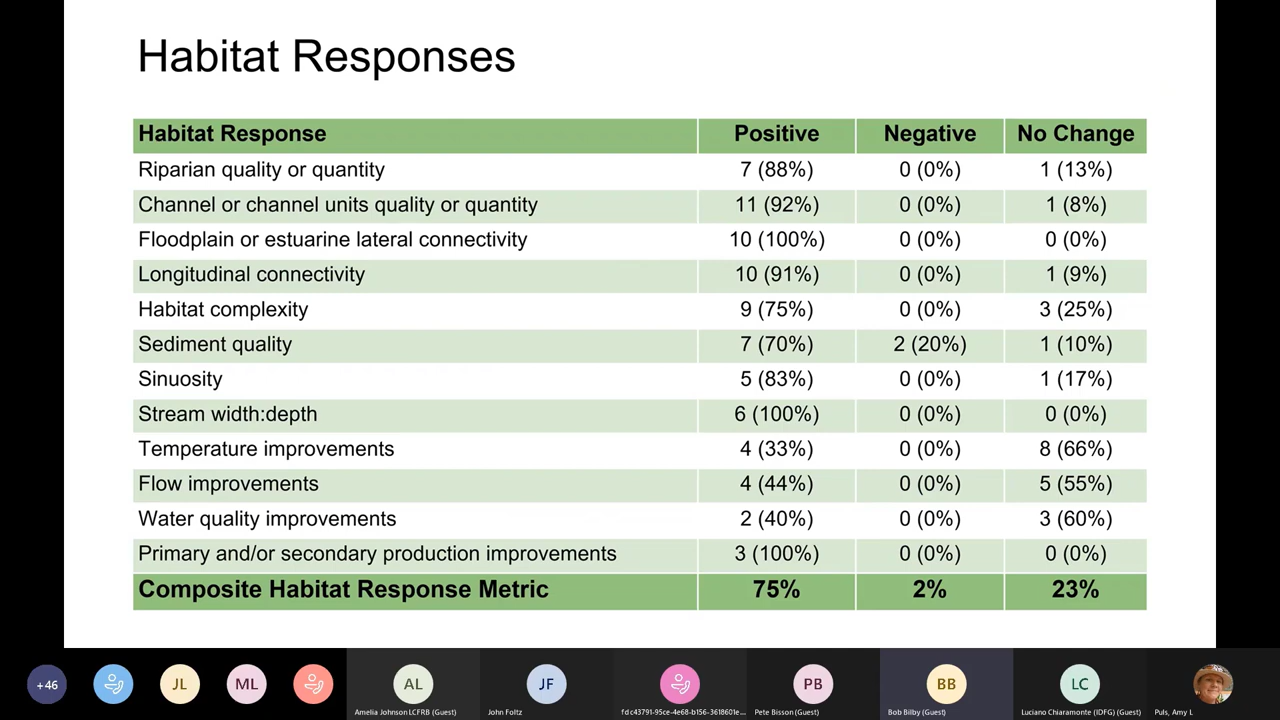 Habitat Responses
Habitat Response Positive Negative No Change
Riparian quality or quantity 7 (88%) 0 (0%) 1 (13%)
Channel or channel units quality or quantity 11 (92%) 0 (0%) 1 (8%)
Floodplain or estuarine lateral connectivity 10 (100%) 0 (0%) 0 (0%)
Longitudinal connectivity 10 (91%) 0 (0%) 1 (9%)
Habitat complexity 9 (75%) 0 (0%) 3 (25%)
Sediment quality 7 (70%) 2 (20%) 1 (10%)
Sinuosity 5 (83%) 0 (0%) 1 (17%)
Stream width:depth 6 (100%) 0 (0%) 0 (0%)
Temperature improvements 4 (33%) 0 (0%) 8 (66%)
Flow improvements 4 (44%) 0 (0%) 5 (55%)
Water quality improvements 2 (40%) 0 (0%) 3 (60%)
Primary and/or secondary production improvements 3 (100%) 0 (0%) 0 (0%)
Composite Habitat Response Metric 75% 2% 23%
+46 JL ML AL JF PB BB LC
Amelia Johnson LCFRB (Guest) John Foltz fdc43791-95ce-4e68-b156-3618601e... Pete Bisson (Guest) Bob Bilby (Guest) Luciano Chiaramonte (IDFG) (Guest) Puls, Amy L